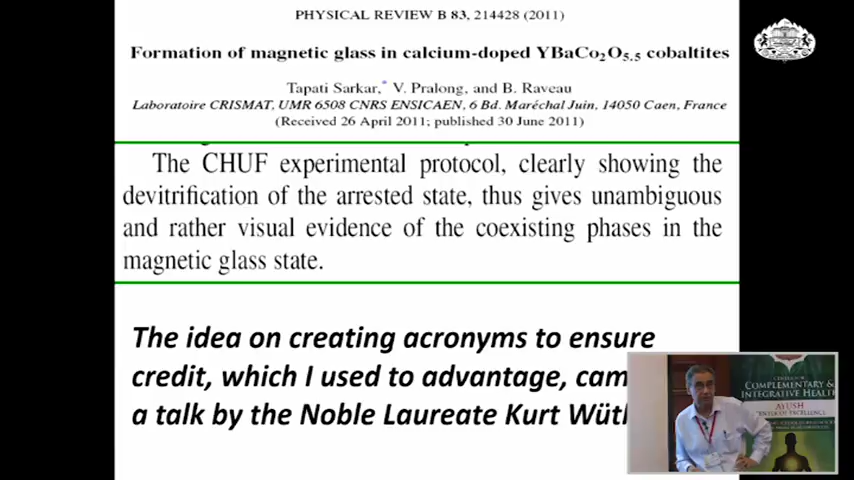 PHYSICAL REVIEW B 83, 214428 (2011)
Formation of magnetic glass in calcium-doped YBaCo₂O₅.₅ cobaltites
Tapati Sarkar,* V. Pralong, and B. Raveau
Laboratoire CRISMAT, UMR 6508 CNRS ENSICAEN, 6 Bd. Maréchal Juin, 14050 Caen, France
(Received 26 April 2011; published 30 June 2011)
The CHUF experimental protocol, clearly showing the
devitrification of the arrested state, thus gives unambiguous
and rather visual evidence of the coexisting phases in the
magnetic glass state.
The idea on creating acronyms to ensure
credit, which I used to advantage, cam
a talk by the Noble Laureate Kurt Wüt
COMPLEMENTARY &
INTEGRATIVE HEALTH
AYUSH